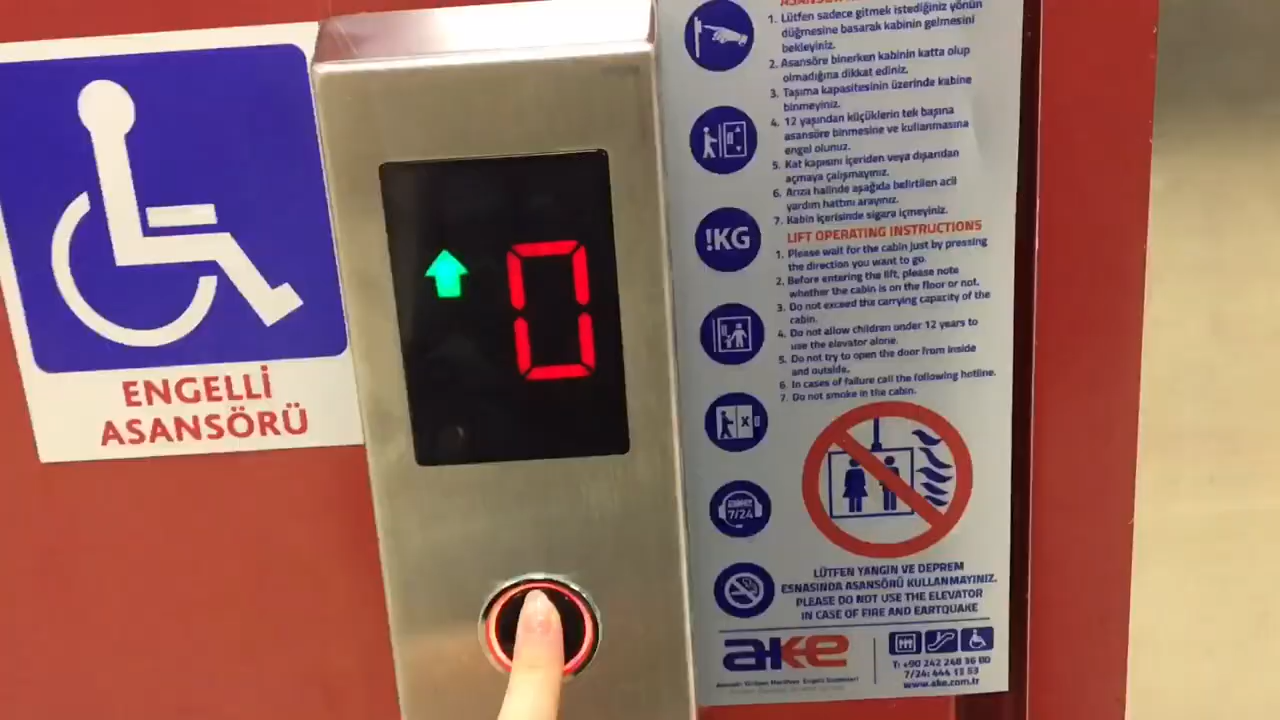 ENGELLİ
ASANSÖRÜ
0
!KG
7/24
1. Lütfen sadece gitmek istediğiniz yönün
düğmesine basarak kabinin gelmesini
bekleyiniz.
2. Asansöre binerken kabinin katta olup
olmadığına dikkat ediniz.
3. Taşıma kapasitesinin üzerinde kabine
binmeyiniz.
4. 12 yaşından küçüklerin tek başına
asansöre binmesine ve kullanmasına
engel olunuz.
5. Kat kapısını içeriden veya dışarıdan
açmaya çalışmayınız.
6. Arıza halinde aşağıda belirtilen acil
yardım hattını arayınız.
7. Kabin içerisinde sigara içmeyiniz.
LIFT OPERATING INSTRUCTIONS
1. Please wait for the cabin just by pressing
the direction you want to go.
2. Before entering the lift, please note
whether the cabin is on the floor or not.
3. Do not exceed the carrying capacity of the
cabin.
4. Do not allow children under 12 years to
use the elevator alone.
5. Do not try to open the door from inside
and outside.
6. In cases of failure call the following hotline.
7. Do not smoke in the cabin.
LÜTFEN YANGIN VE DEPREM
ESNASINDA ASANSÖRÜ KULLANMAYINIZ.
PLEASE DO NOT USE THE ELEVATOR
IN CASE OF FIRE AND EARTQUAKE
ake
T: +90 242 248 36 80
7/24: 444 13 53
www.ake.com.tr